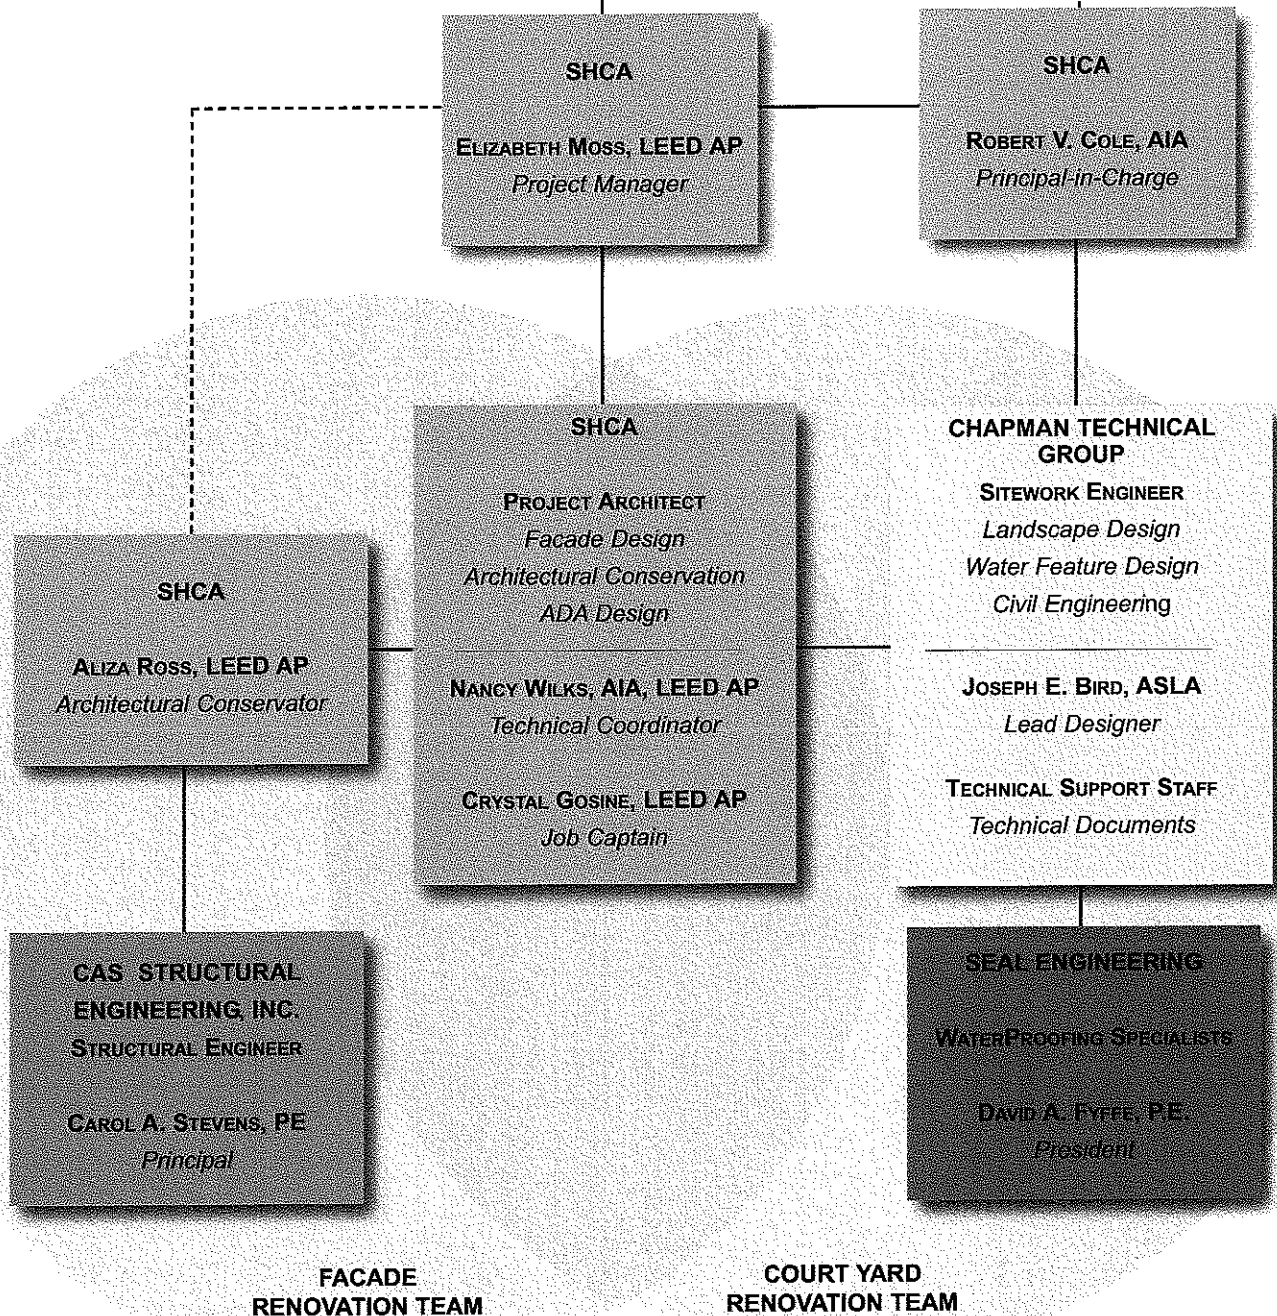 SHCA
ELIZABETH MOSS, LEED AP
Project Manager
SHCA
ROBERT V. COLE, AIA
Principal-in-Charge
SHCA
ALIZA ROSS, LEED AP
Architectural Conservator
SHCA
PROJECT ARCHITECT
Facade Design
Architectural Conservation
ADA Design
NANCY WILKS, AIA, LEED AP
Technical Coordinator
CRYSTAL GOSINE, LEED AP
Job Captain
CHAPMAN TECHNICAL
GROUP
SITEWORK ENGINEER
Landscape Design
Water Feature Design
Civil Engineering
JOSEPH E. BIRD, ASLA
Lead Designer
TECHNICAL SUPPORT STAFF
Technical Documents
CAS STRUCTURAL
ENGINEERING, INC.
STRUCTURAL ENGINEER
CAROL A. STEVENS, PE
Principal
SEAL ENGINEERING
WATERPROOFING SPECIALISTS
DAVID A. FYFFE, P.E.
President
FACADE
RENOVATION TEAM
COURT YARD
RENOVATION TEAM